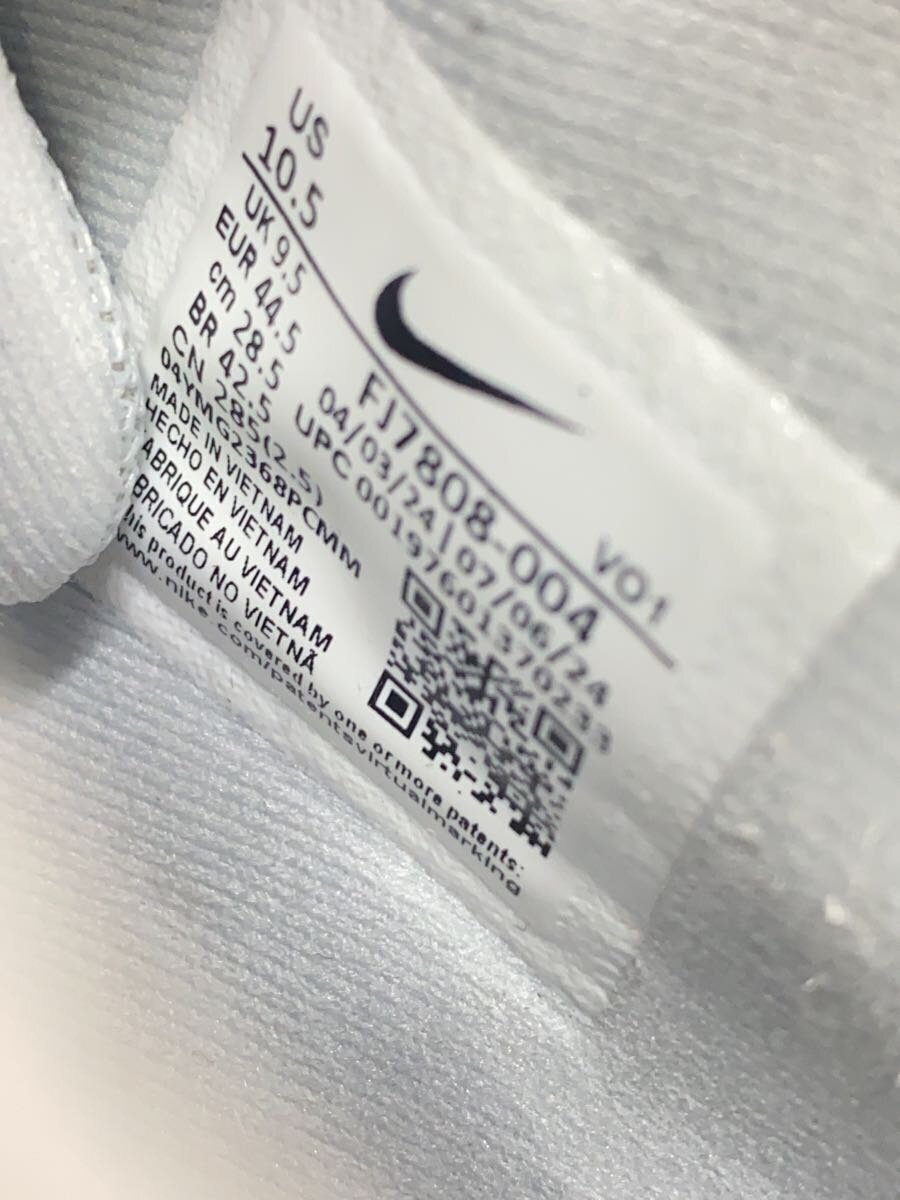 US
10.5
UK 9.5
EUR 44.5
cm 28.5
BR 42.5
CN 285(2.5)
04YMG2368PCMM
MADE IN VIETNAM
HECHO EN VIETNAM
ABRIQUE AU VIETNAM
BRICADO NO VIETNÃ
his product is covered by one or more patents:
www.nike.com/patentsvirtualmarking
VO1
FJ7808-004
04/03/24 | 07/06/24
UPC 00197601370233